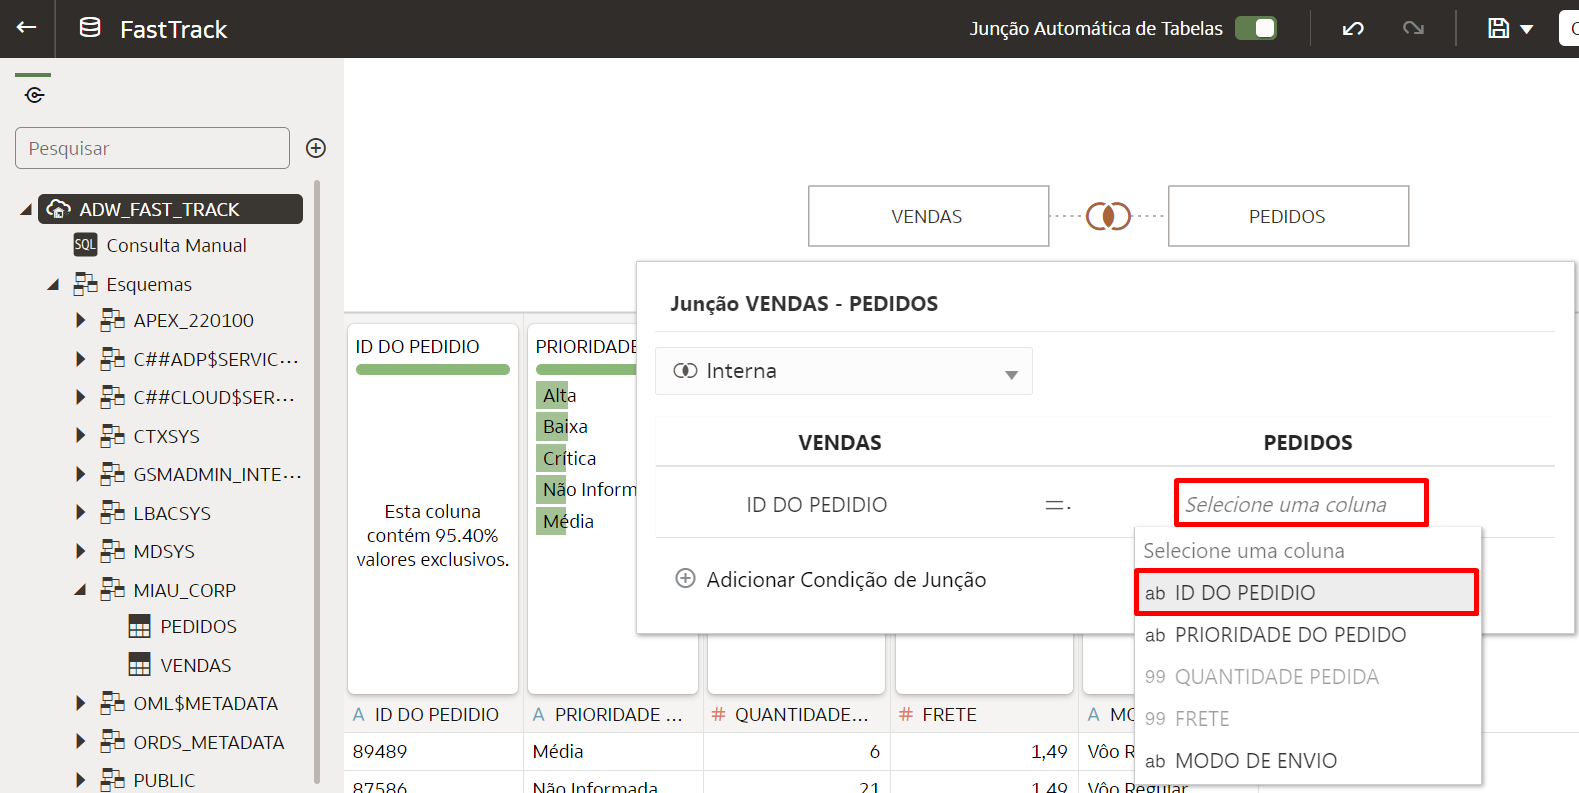 FastTrack
Junção Automática de Tabelas
Pesquisar
ADW_FAST_TRACK
SQL Consulta Manual
Esquemas
APEX_220100
C##ADP$SERVIC...
C##CLOUD$SER...
CTXSYS
GSMADMIN_INTE...
LBACSYS
MDSYS
MIAU_CORP
PEDIDOS
VENDAS
OML$METADATA
ORDS_METADATA
PUBLIC
VENDAS
PEDIDOS
Junção VENDAS - PEDIDOS
Interna
VENDAS PEDIDOS
ID DO PEDIDIO =. Selecione uma coluna
Adicionar Condição de Junção
Selecione uma coluna
ab ID DO PEDIDIO
ab PRIORIDADE DO PEDIDO
99 QUANTIDADE PEDIDA
99 FRETE
ab MODO DE ENVIO
ID DO PEDIDIO
Esta coluna
contém 95.40%
valores exclusivos.
PRIORIDADE
Alta
Baixa
Crítica
Não Inform
Média
A ID DO PEDIDIO A PRIORIDADE ... # QUANTIDADE... # FRETE A MO
89489 Média 6 1,49 Vôo R
87586 Não Informada 21 1,49 Vôo Regular